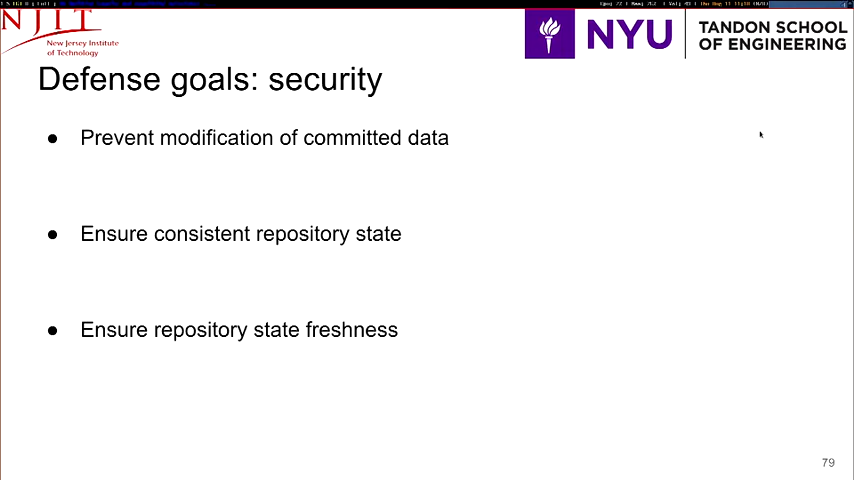 NJIT
New Jersey Institute
of Technology
NYU
TANDON SCHOOL
OF ENGINEERING
Defense goals: security
● Prevent modification of committed data
● Ensure consistent repository state
● Ensure repository state freshness
79